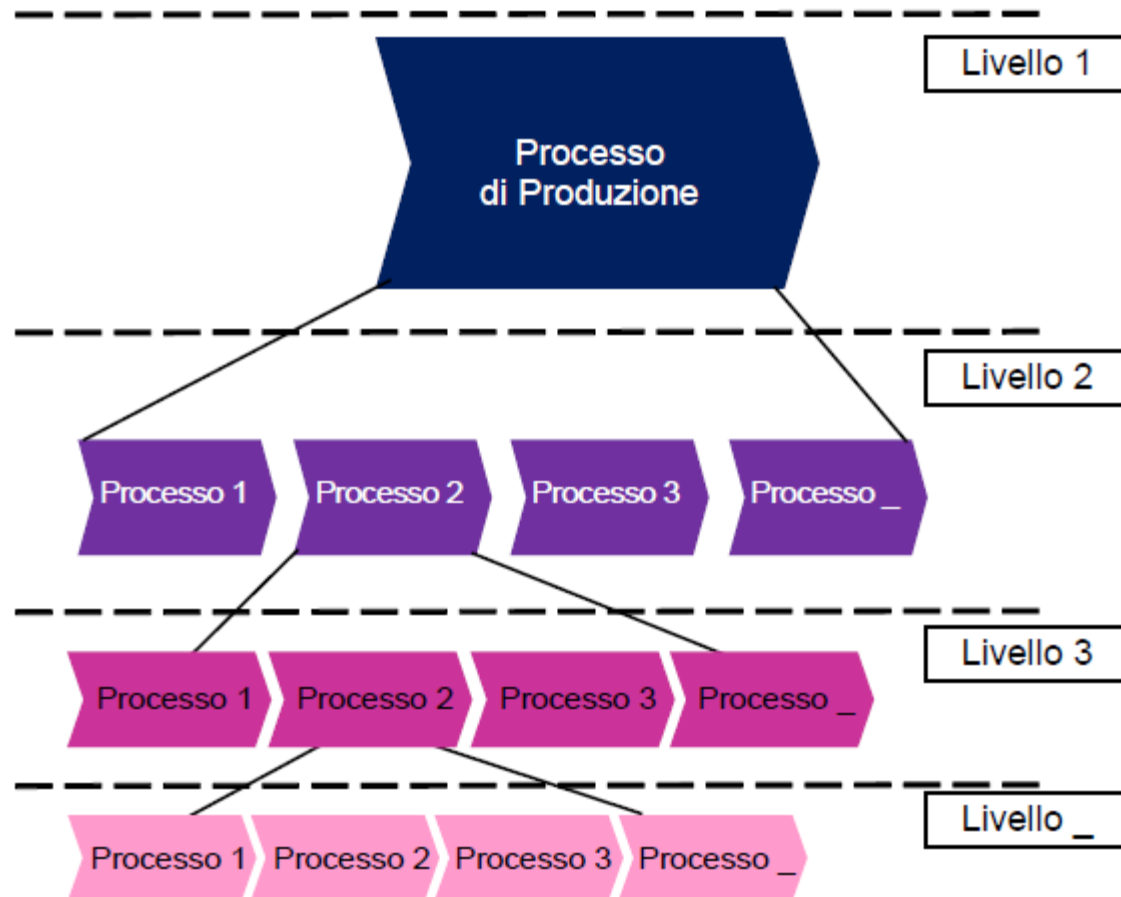 Livello 1
Processo
di Produzione
Livello 2
Processo 1
Processo 2
Processo 3
Processo _
Livello 3
Processo 1
Processo 2
Processo 3
Processo _
Livello _
Processo 1
Processo 2
Processo 3
Processo _